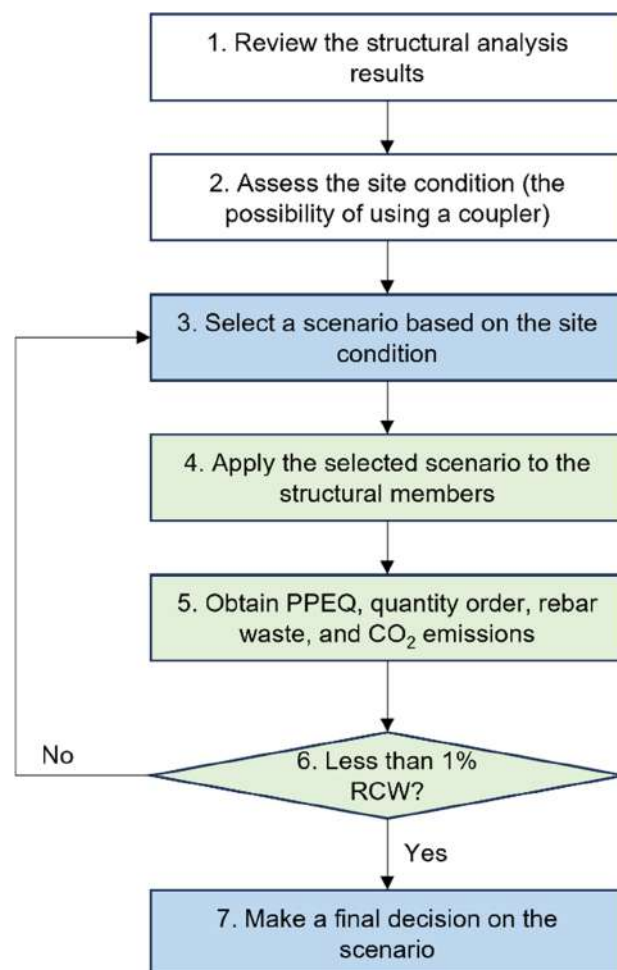 1. Review the structural analysis
results
2. Assess the site condition (the
possibility of using a coupler)
3. Select a scenario based on the site
condition
4. Apply the selected scenario to the
structural members
5. Obtain PPEQ, quantity order, rebar
waste, and CO₂ emissions
No
6. Less than 1%
RCW?
Yes
7. Make a final decision on the
scenario